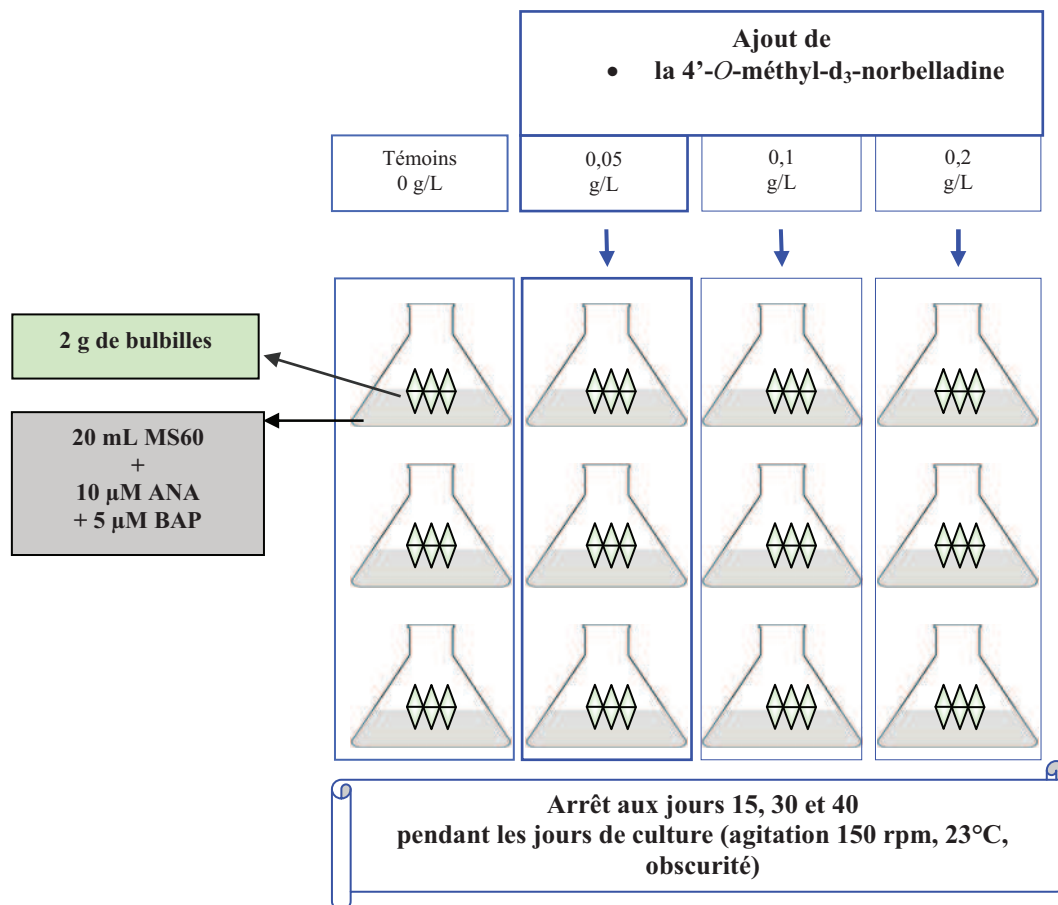 Ajout de
• la 4’-O-méthyl-d₃-norbelladine
Témoins
0 g/L
0,05
g/L
0,1
g/L
0,2
g/L
2 g de bulbilles
20 mL MS60
+
10 µM ANA
+ 5 µM BAP
Arrêt aux jours 15, 30 et 40
pendant les jours de culture (agitation 150 rpm, 23°C,
obscurité)